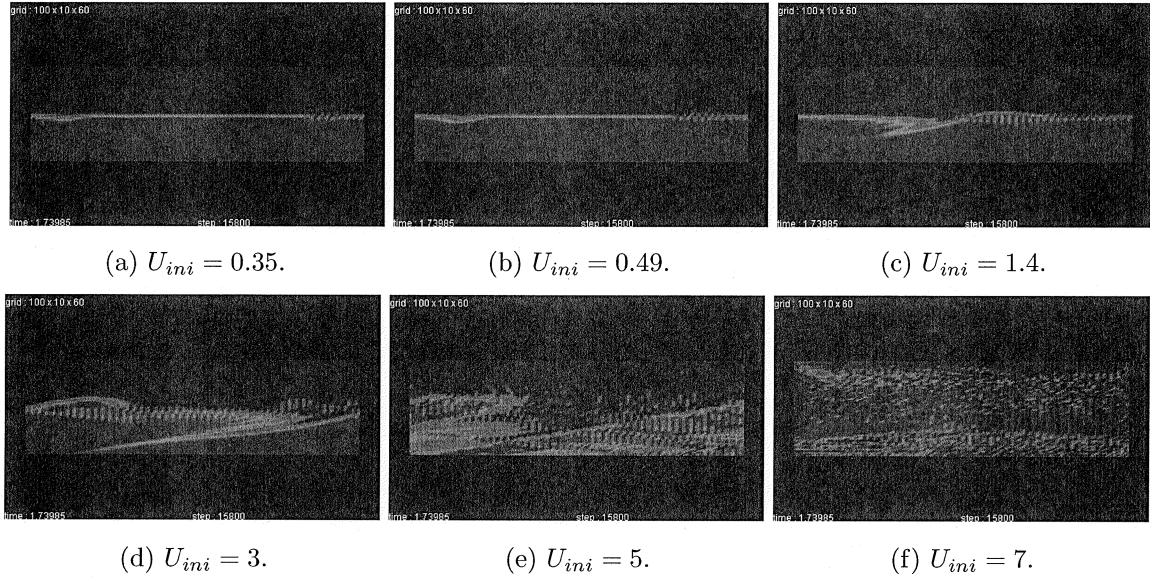 grid : 100 x 10 x 60
time : 1.73985 step : 15800
(a) U_{ini} = 0.35.
grid : 100 x 10 x 60
time : 1.73985 step : 15800
(b) U_{ini} = 0.49.
grid : 100 x 10 x 60
time : 1.73985 step : 15800
(c) U_{ini} = 1.4.
grid : 100 x 10 x 60
time : 1.73985 step : 15800
(d) U_{ini} = 3.
grid : 100 x 10 x 60
time : 1.73985 step : 15800
(e) U_{ini} = 5.
grid : 100 x 10 x 60
time : 1.73985 step : 15800
(f) U_{ini} = 7.